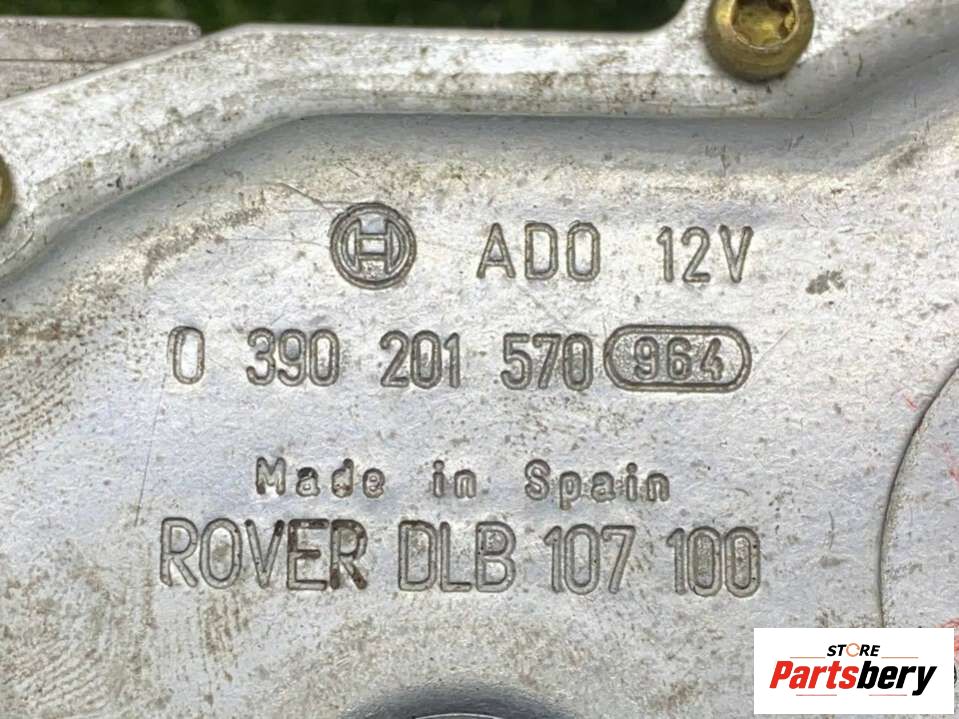 ADO 12V
0 390 201 570 964
Made in Spain
ROVER DLB 107 100
STORE
Partsbery